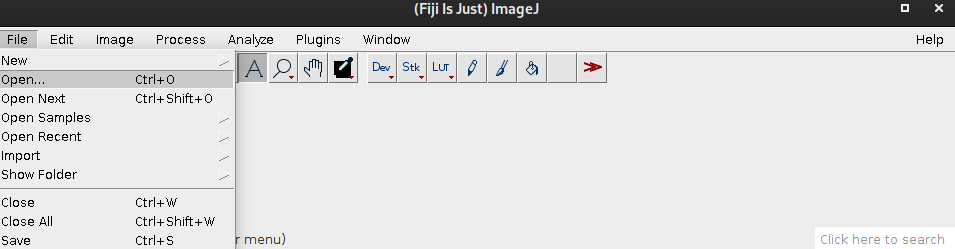 (Fiji Is Just) ImageJ
File Edit Image Process Analyze Plugins Window Help
New
Open... Ctrl+O
Open Next Ctrl+Shift+O
Open Samples
Open Recent
Import
Show Folder
Close Ctrl+W
Close All Ctrl+Shift+W
Save Ctrl+S
A Dev Stk LUT
r menu)
Click here to search